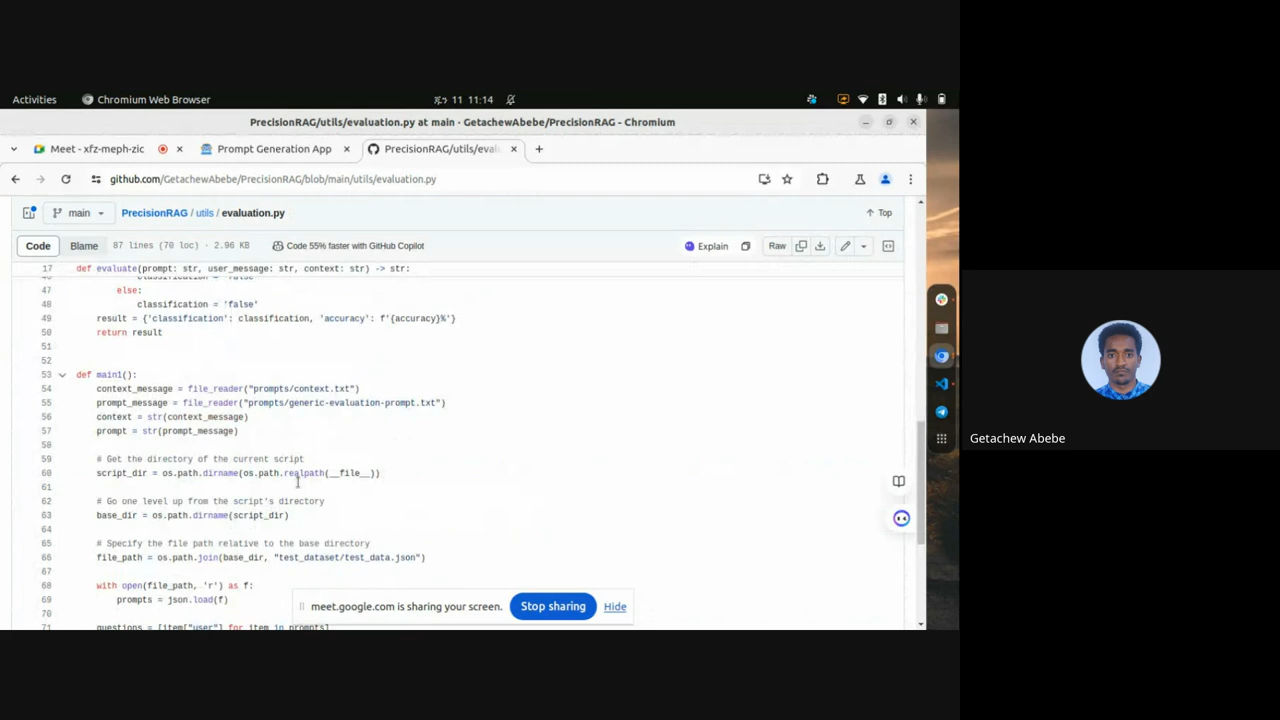 Activities
Chromium Web Browser
11 11:14
PrecisionRAG/utils/evaluation.py at main · GetachewAbebe/PrecisionRAG - Chromium
Meet - xfz-meph-zic
Prompt Generation App
PrecisionRAG/utils/eval
github.com/GetachewAbebe/PrecisionRAG/blob/main/utils/evaluation.py
main
PrecisionRAG / utils / evaluation.py
Top
Code
Blame
87 lines (70 loc) · 2.96 KB
Code 55% faster with GitHub Copilot
Explain
Raw
17 def evaluate(prompt: str, user_message: str, context: str) -> str:
47 else:
48 classification = 'false'
49 result = {'classification': classification, 'accuracy': f'{accuracy}%'}
50 return result
51
52
53 def main1():
54 context_message = file_reader("prompts/context.txt")
55 prompt_message = file_reader("prompts/generic-evaluation-prompt.txt")
56 context = str(context_message)
57 prompt = str(prompt_message)
58
59 # Get the directory of the current script
60 script_dir = os.path.dirname(os.path.realpath(__file__))
61
62 # Go one level up from the script's directory
63 base_dir = os.path.dirname(script_dir)
64
65 # Specify the file path relative to the base directory
66 file_path = os.path.join(base_dir, "test_dataset/test_data.json")
67
68 with open(file_path, 'r') as f:
69 prompts = json.load(f)
70
71 questions = [item["user"] for item in prompts]
meet.google.com is sharing your screen.
Stop sharing
Hide
Getachew Abebe